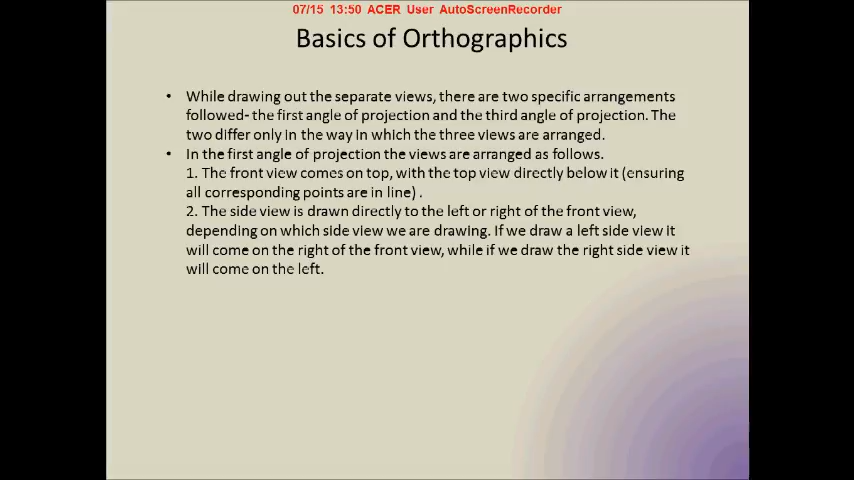 07/15 13:50 ACER User AutoScreenRecorder
Basics of Orthographics
• While drawing out the separate views, there are two specific arrangements
followed- the first angle of projection and the third angle of projection. The
two differ only in the way in which the three views are arranged.
• In the first angle of projection the views are arranged as follows.
1. The front view comes on top, with the top view directly below it (ensuring
all corresponding points are in line) .
2. The side view is drawn directly to the left or right of the front view,
depending on which side view we are drawing. If we draw a left side view it
will come on the right of the front view, while if we draw the right side view it
will come on the left.